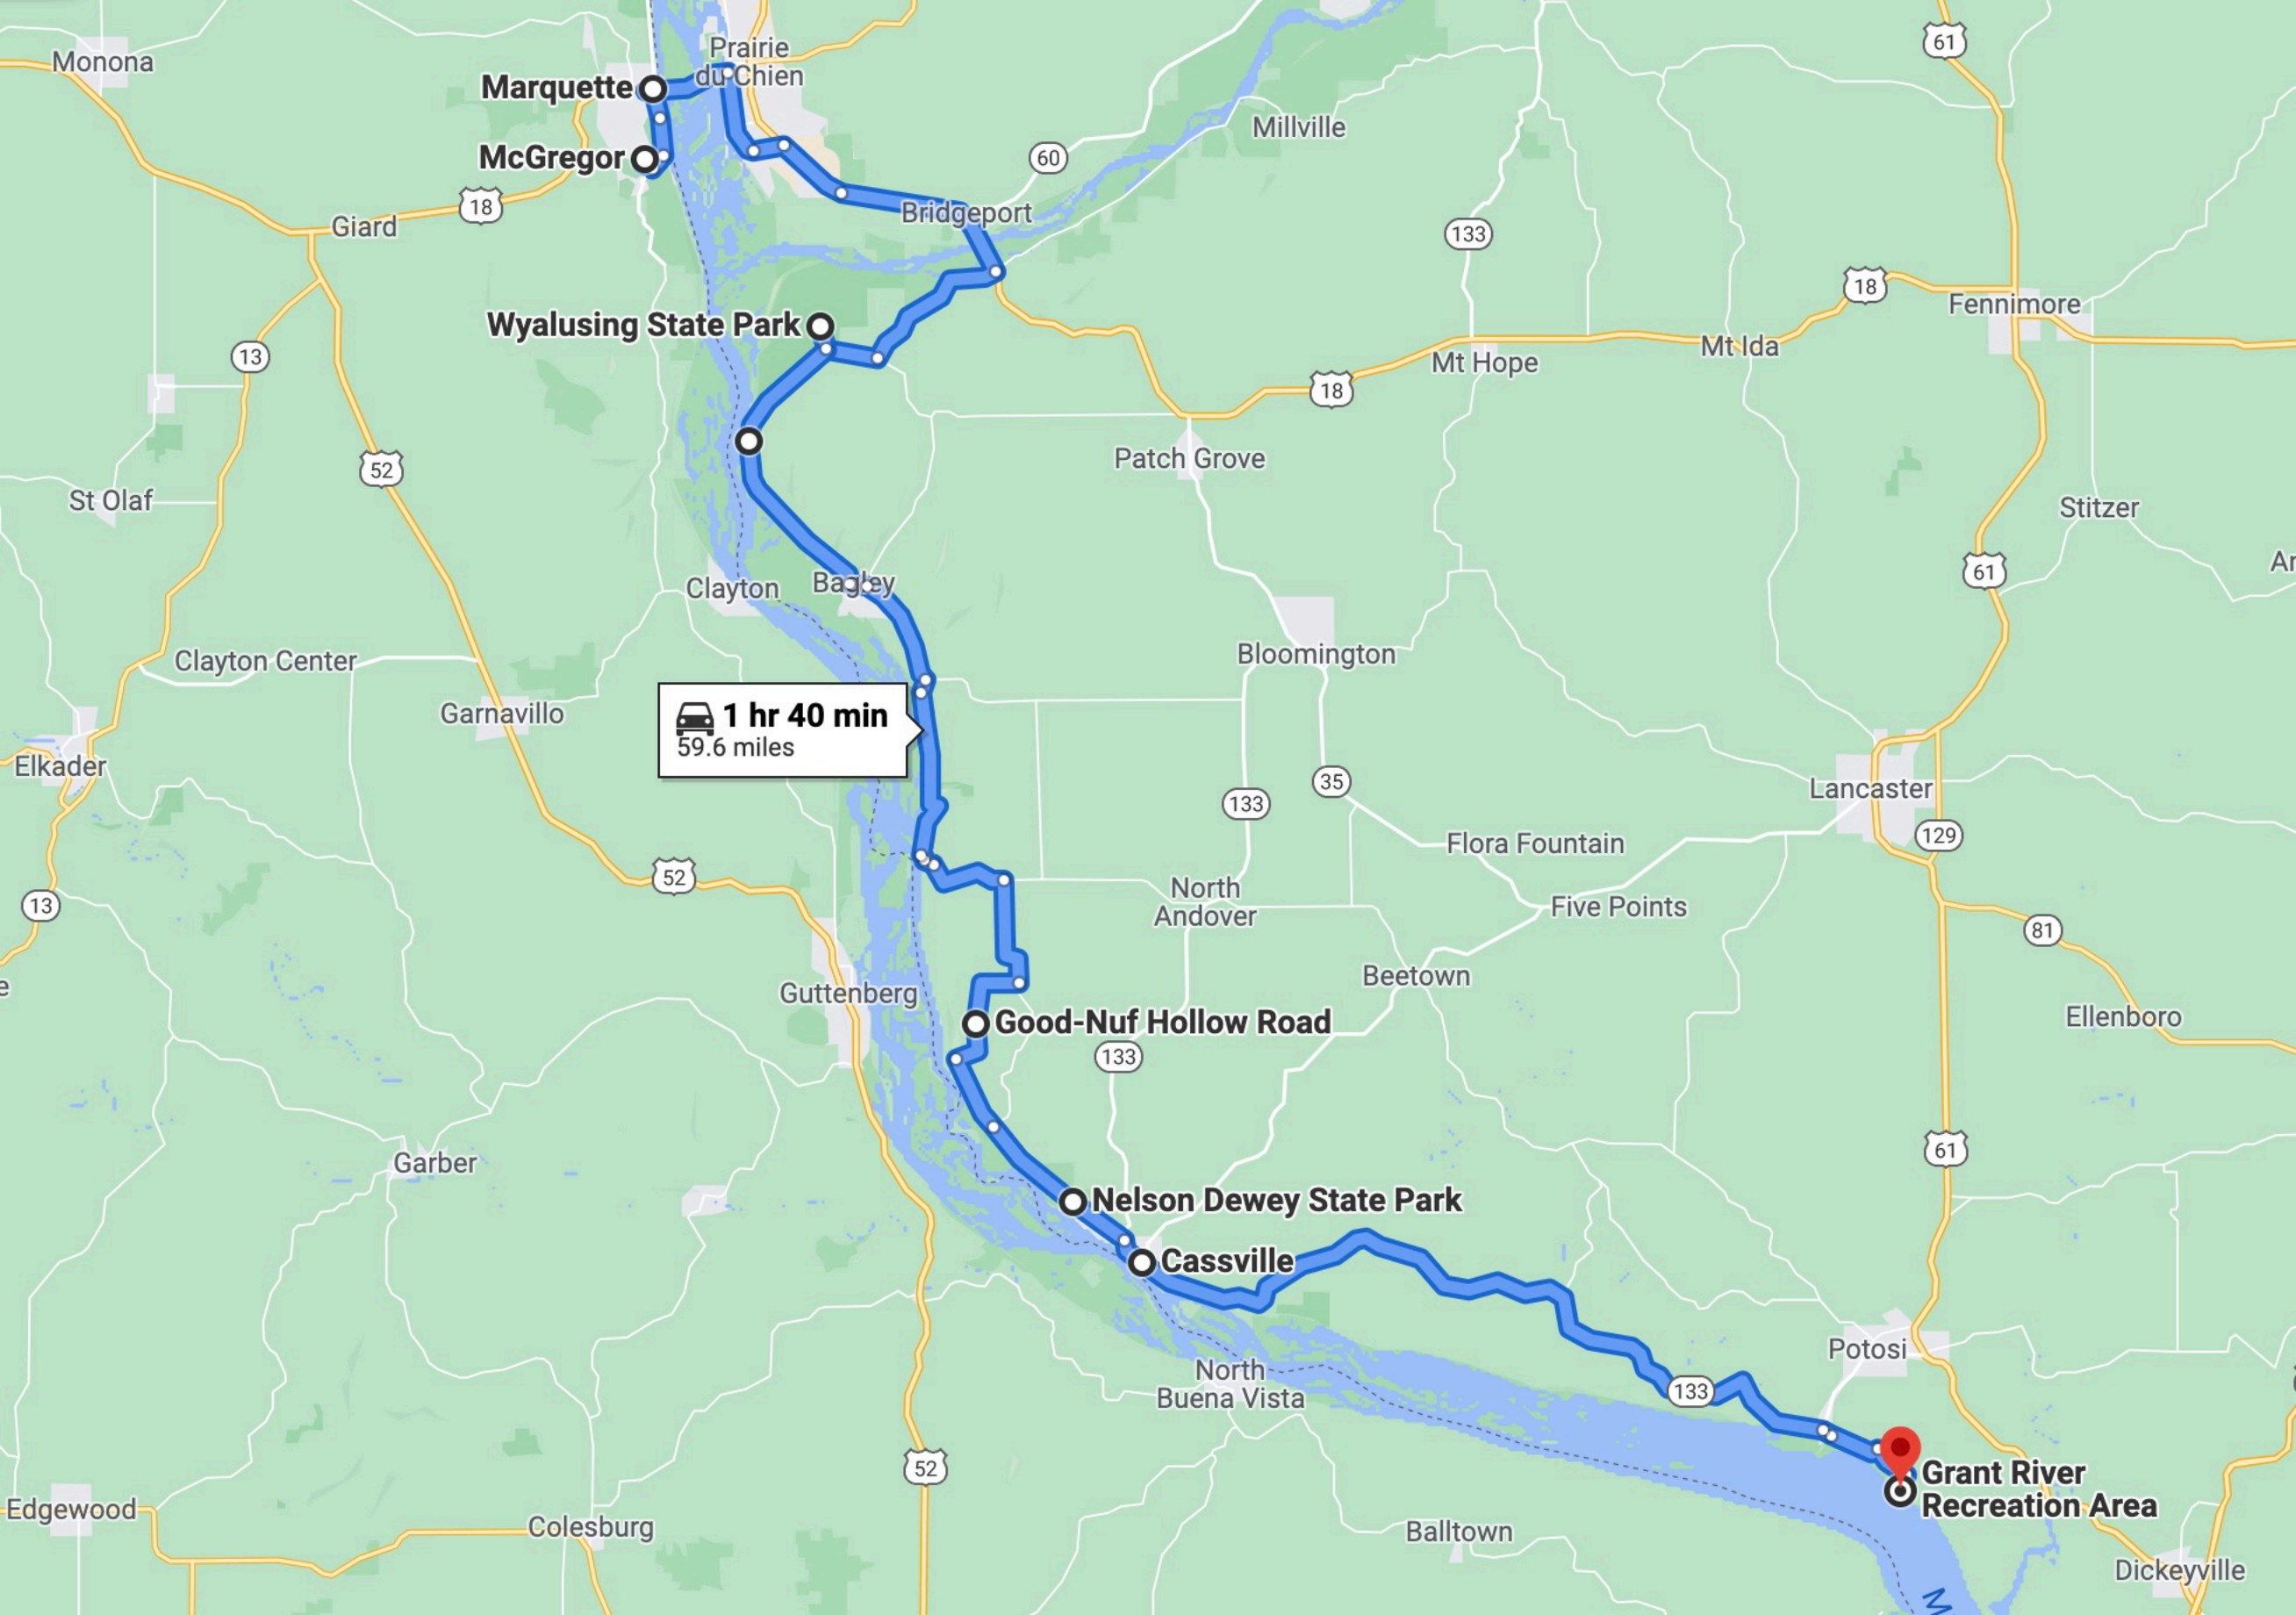 Monona
Prairie
du Chien
61
Marquette
Millville
McGregor
60
18
Giard
Bridgeport
133
18
Fennimore
Wyalusing State Park
13
Mt Hope
Mt Ida
18
Patch Grove
52
St Olaf
Stitzer
61
Ar
Clayton
Bagley
Clayton Center
Bloomington
Garnavillo
1 hr 40 min
59.6 miles
Elkader
133
35
Lancaster
129
Flora Fountain
52
North
Andover
13
Five Points
81
Beetown
e
Guttenberg
Good-Nuf Hollow Road
Ellenboro
133
Garber
61
Nelson Dewey State Park
Cassville
Potosi
North
Buena Vista
133
52
Grant River
Recreation Area
Edgewood
Colesburg
Balltown
Dickeyville
M